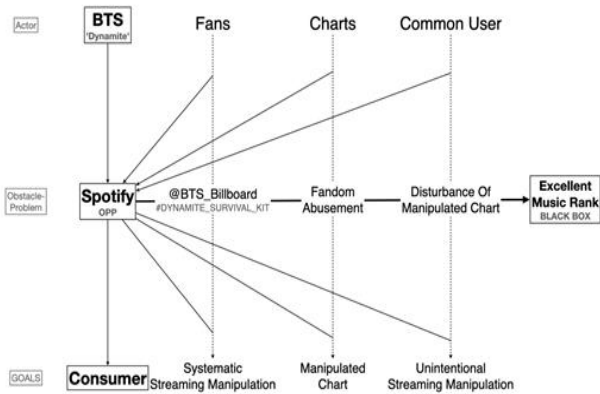 Actor
BTS
'Dynamite'
Fans
Charts
Common User
Obstacle-
Problem
Spotify
OPP
@BTS_Billboard
#DYNAMITE_SURVIVAL_KIT
Fandom
Abusement
Disturbance Of
Manipulated Chart
Excellent
Music Rank
BLACK BOX
GOALS
Consumer
Systematic
Streaming Manipulation
Manipulated
Chart
Unintentional
Streaming Manipulation